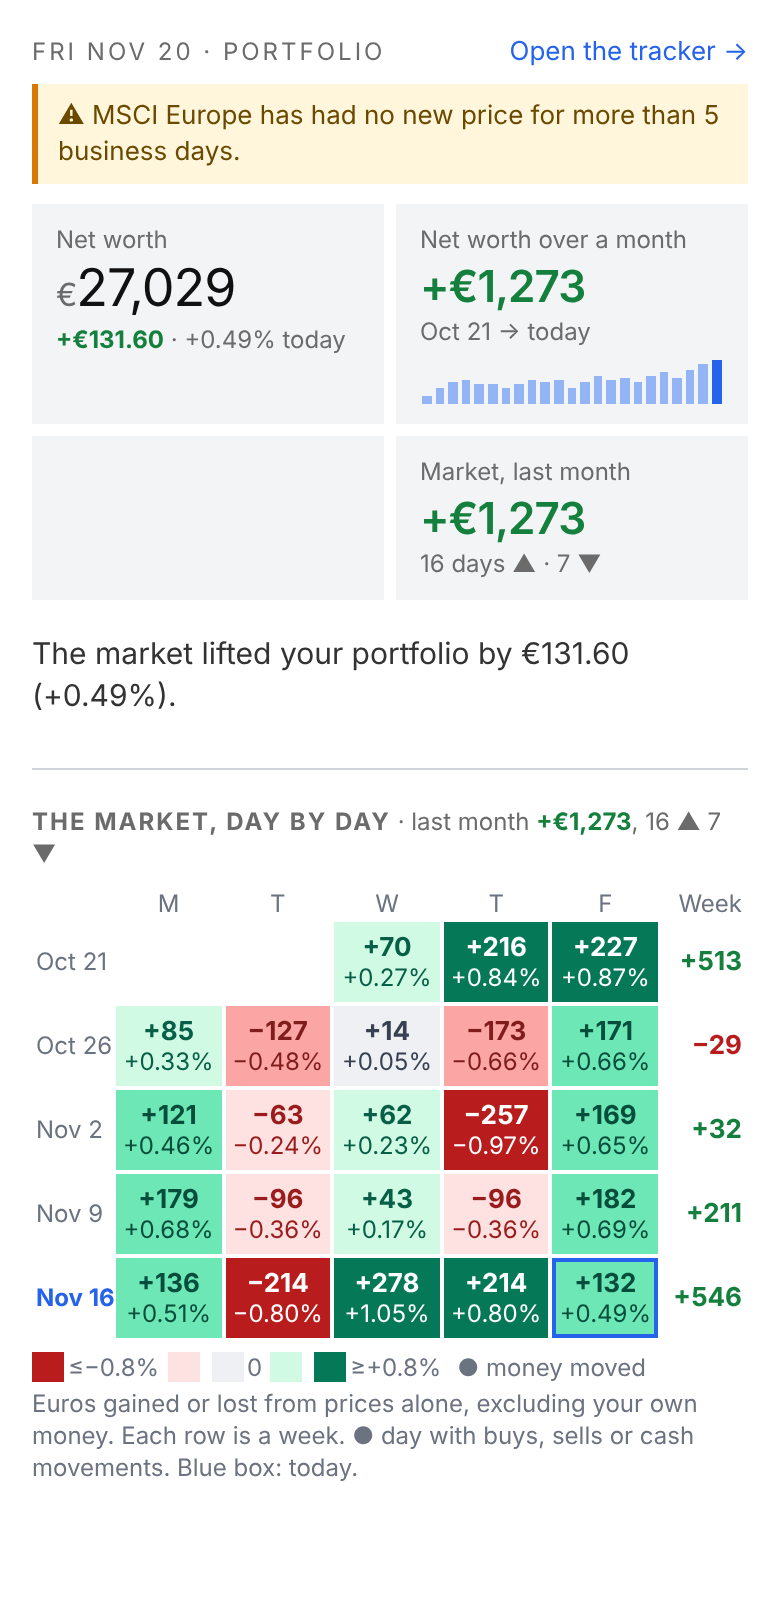 FRI NOV 20 · PORTFOLIO Open the tracker →
⚠ MSCI Europe has had no new price for more than 5
business days.
Net worth
€27,029
+€131.60 · +0.49% today
Net worth over a month
+€1,273
Oct 21 → today
Market, last month
+€1,273
16 days ▲ · 7 ▼
The market lifted your portfolio by €131.60
(+0.49%).
THE MARKET, DAY BY DAY · last month +€1,273, 16 ▲ 7
▼
M T W T F Week
Oct 21 +70 +216 +227 +513
+0.27% +0.84% +0.87%
Oct 26 +85 −127 +14 −173 +171 −29
+0.33% −0.48% +0.05% −0.66% +0.66%
Nov 2 +121 −63 +62 −257 +169 +32
+0.46% −0.24% +0.23% −0.97% +0.65%
Nov 9 +179 −96 +43 −96 +182 +211
+0.68% −0.36% +0.17% −0.36% +0.69%
Nov 16 +136 −214 +278 +214 +132 +546
+0.51% −0.80% +1.05% +0.80% +0.49%
≤−0.8% 0 ≥+0.8% ● money moved
Euros gained or lost from prices alone, excluding your own
money. Each row is a week. ● day with buys, sells or cash
movements. Blue box: today.